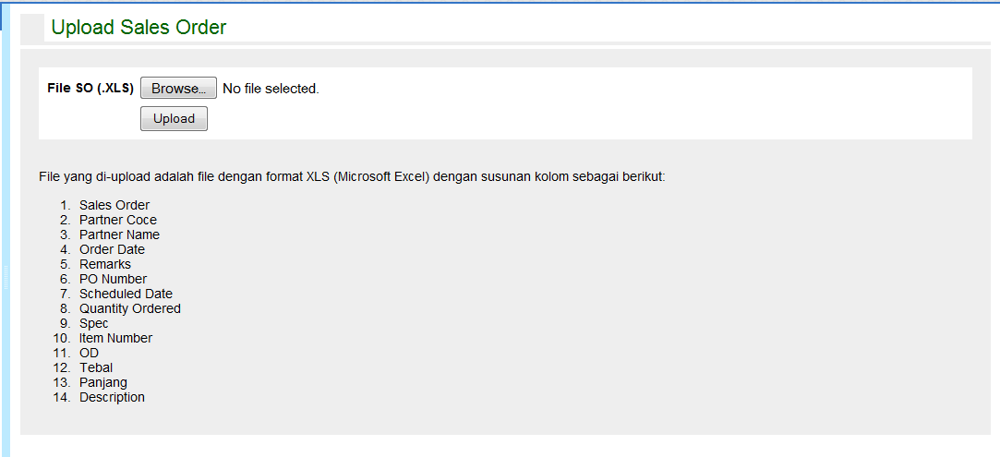 Upload Sales Order
File SO (.XLS) Browse... No file selected.
Upload
File yang di-upload adalah file dengan format XLS (Microsoft Excel) dengan susunan kolom sebagai berikut:
1. Sales Order
2. Partner Coce
3. Partner Name
4. Order Date
5. Remarks
6. PO Number
7. Scheduled Date
8. Quantity Ordered
9. Spec
10. Item Number
11. OD
12. Tebal
13. Panjang
14. Description